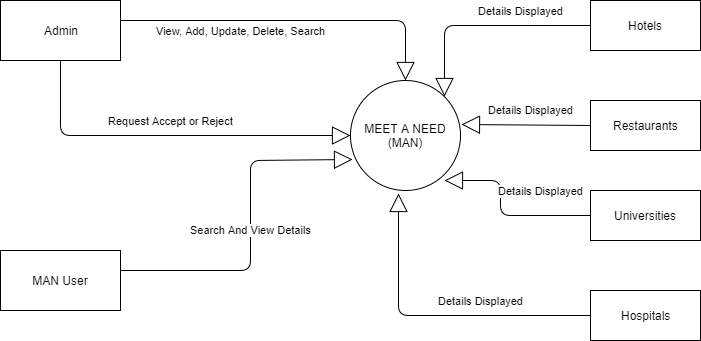 Admin
View, Add, Update, Delete, Search
Details Displayed
Hotels
Request Accept or Reject
MEET A NEED
(MAN)
Details Displayed
Restaurants
Details Displayed
Universities
Search And View Details
MAN User
Details Displayed
Hospitals